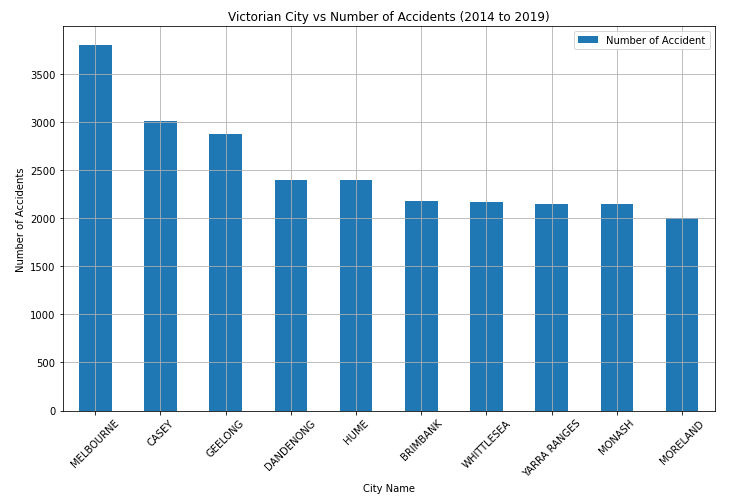 Victorian City vs Number of Accidents (2014 to 2019)
Number of Accident
3500
3000
2500
2000
1500
1000
500
0
Number of Accidents
MELBOURNE
CASEY
GEELONG
DANDENONG
HUME
BRIMBANK
WHITTLESEA
YARRA RANGES
MONASH
MORELAND
City Name